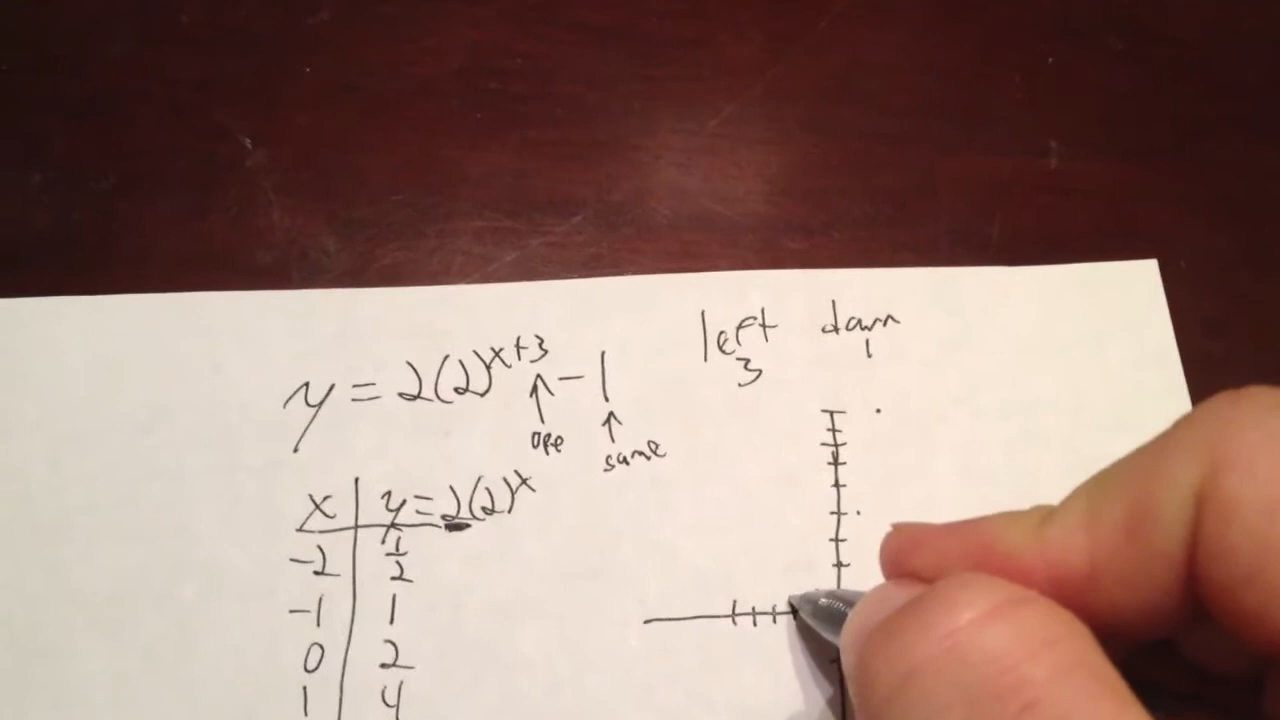 y = 2(2)^{x+3} - 1
left down
3 1
opp same
x | y = 2(2)^x
-2 | 1/2
-1 | 1
0 | 2
1 | 4